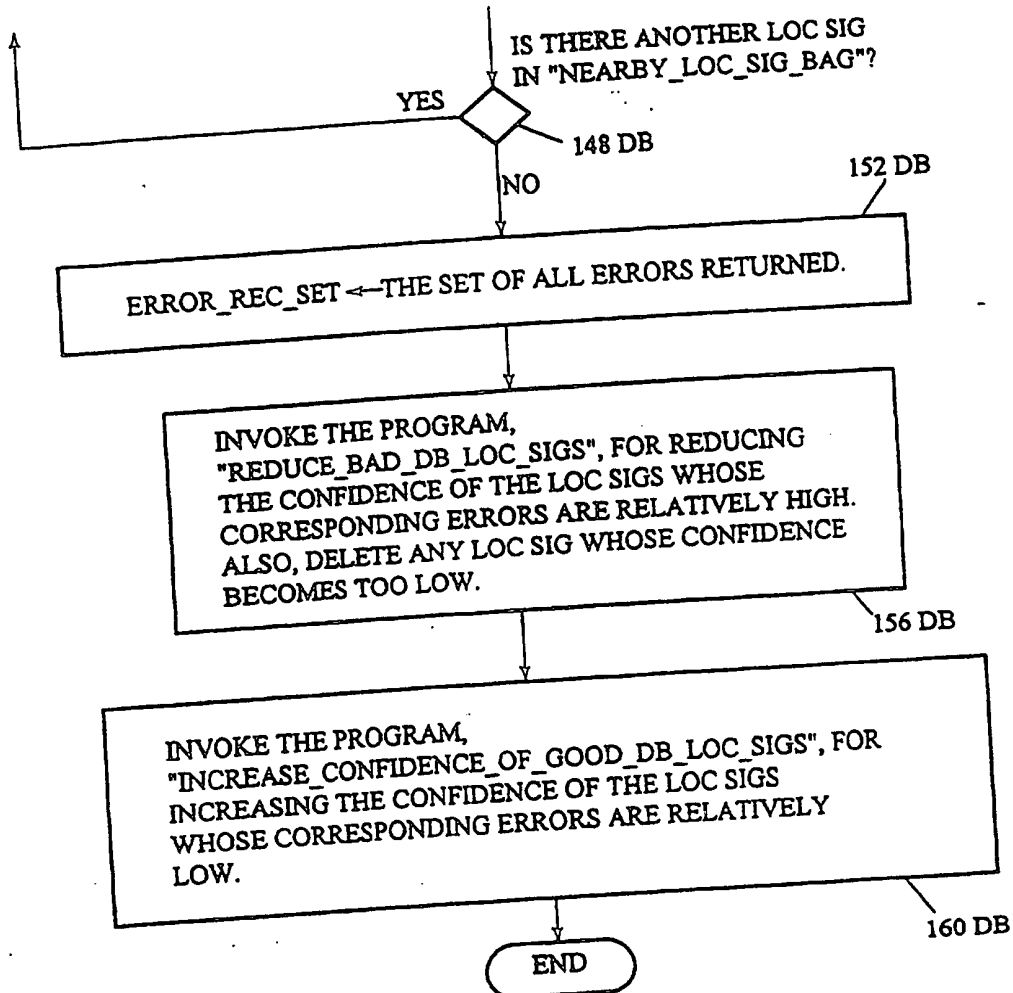 IS THERE ANOTHER LOC SIG
IN "NEARBY_LOC_SIG_BAG"?
YES
148 DB
NO
152 DB
ERROR_REC_SET ← THE SET OF ALL ERRORS RETURNED.
INVOKE THE PROGRAM,
"REDUCE_BAD_DB_LOC_SIGS", FOR REDUCING
THE CONFIDENCE OF THE LOC SIGS WHOSE
CORRESPONDING ERRORS ARE RELATIVELY HIGH.
ALSO, DELETE ANY LOC SIG WHOSE CONFIDENCE
BECOMES TOO LOW.
156 DB
INVOKE THE PROGRAM,
"INCREASE_CONFIDENCE_OF_GOOD_DB_LOC_SIGS", FOR
INCREASING THE CONFIDENCE OF THE LOC SIGS
WHOSE CORRESPONDING ERRORS ARE RELATIVELY
LOW.
160 DB
END